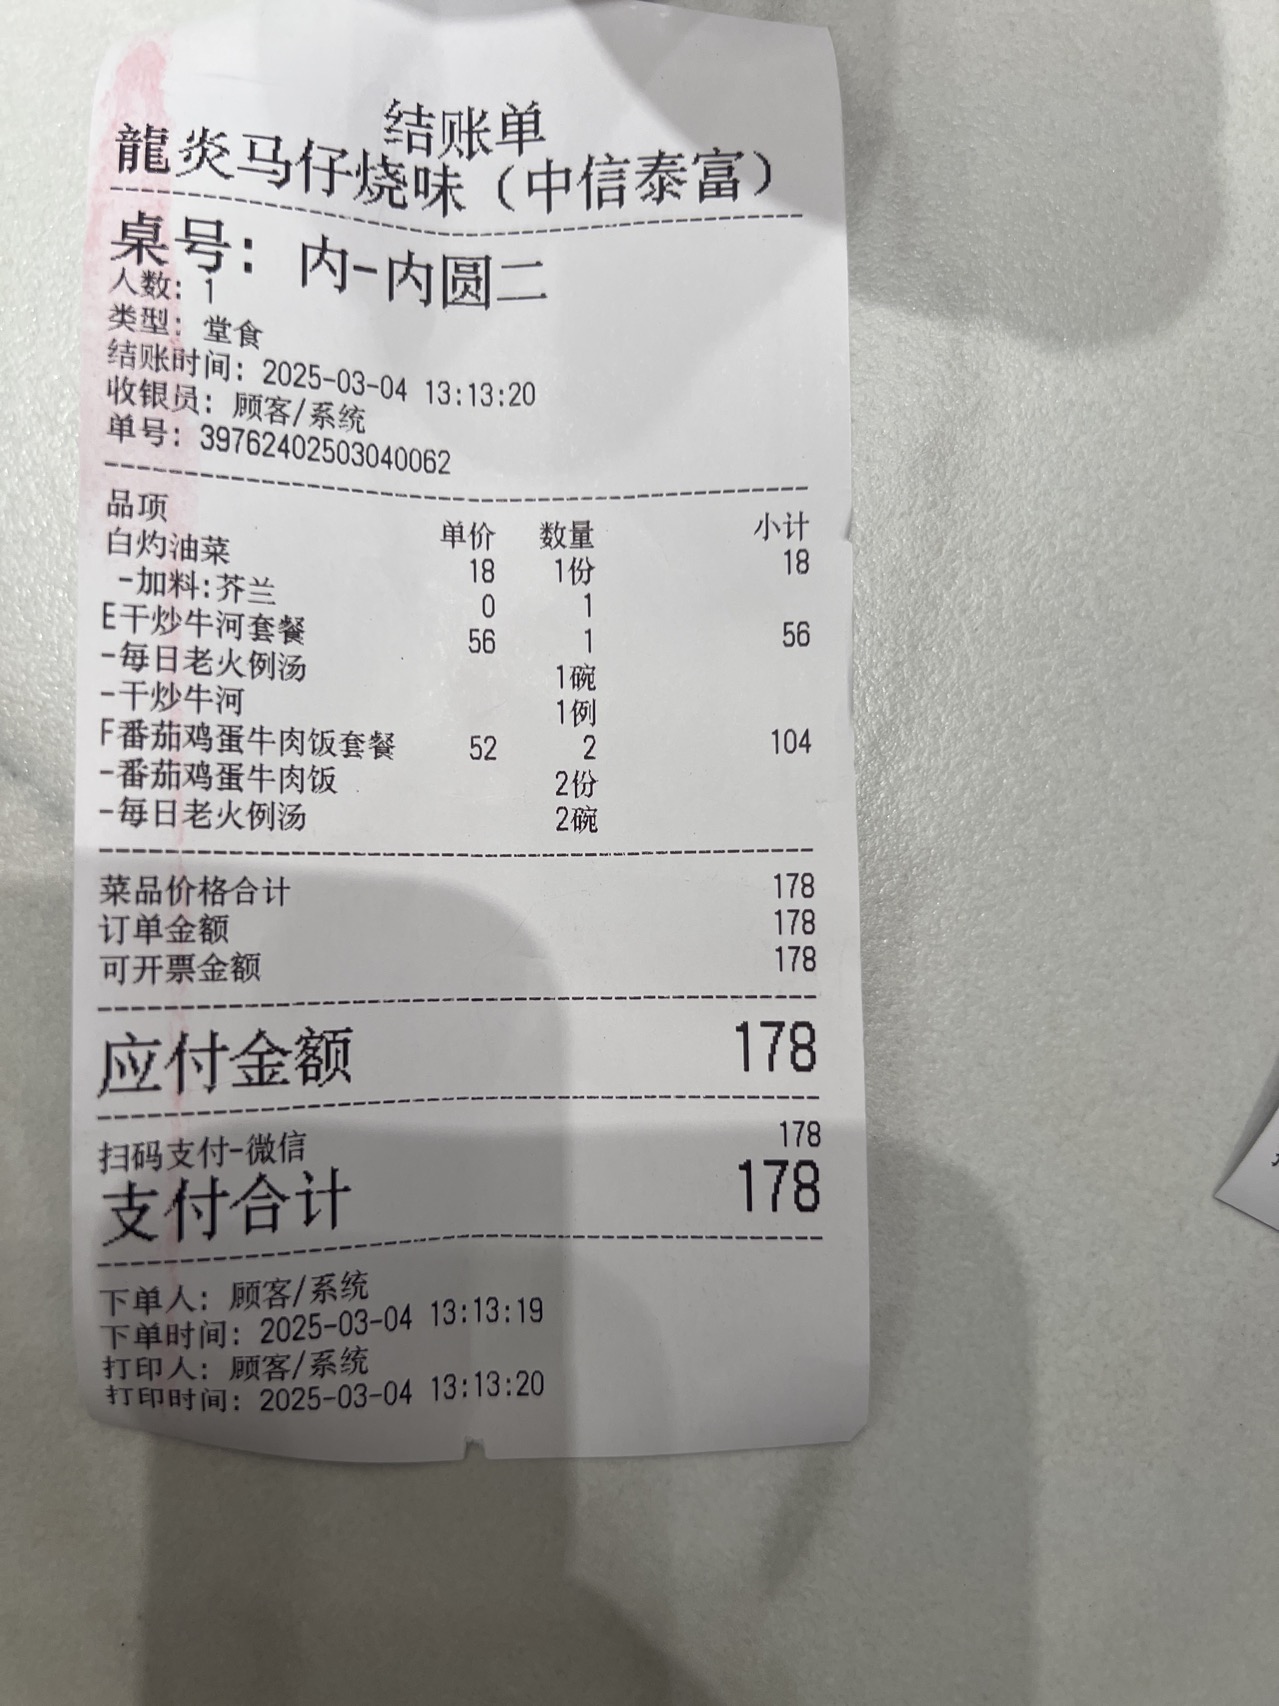 结账单
龍炎马仔烧味（中信泰富）
桌号：内-内圆二
人数：1
类型：堂食
结账时间：2025-03-04 13:13:20
收银员：顾客/系统
单号：39762402503040062
品项 单价 数量 小计
白灼油菜 18 1份 18
-加料:芥兰 0 1
E干炒牛河套餐 56 1 56
-每日老火例汤 1碗
-干炒牛河 1例
F番茄鸡蛋牛肉饭套餐 52 2 104
-番茄鸡蛋牛肉饭 2份
-每日老火例汤 2碗
菜品价格合计 178
订单金额 178
可开票金额 178
应付金额 178
扫码支付-微信 178
支付合计 178
下单人：顾客/系统
下单时间：2025-03-04 13:13:19
打印人：顾客/系统
打印时间：2025-03-04 13:13:20